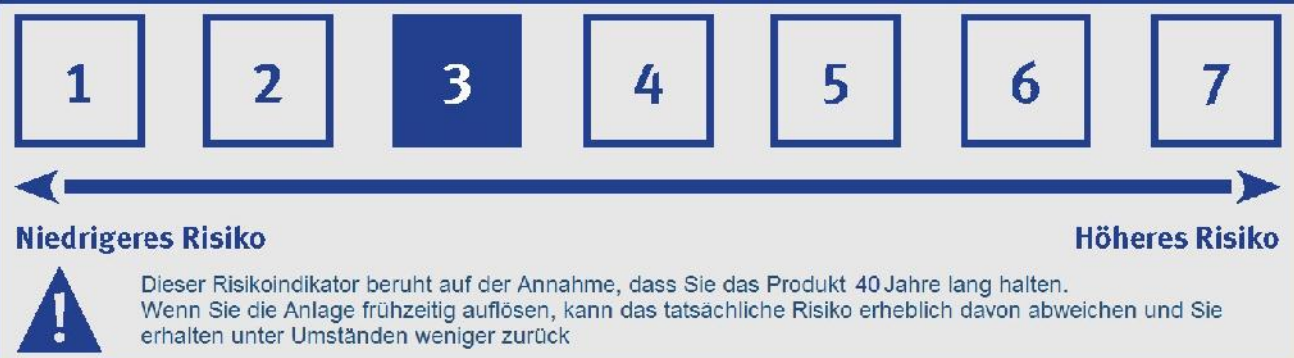 1 2 3 4 5 6 7
Niedrigeres Risiko Höheres Risiko
!
Dieser Risikoindikator beruht auf der Annahme, dass Sie das Produkt 40 Jahre lang halten.
Wenn Sie die Anlage frühzeitig auflösen, kann das tatsächliche Risiko erheblich davon abweichen und Sie
erhalten unter Umständen weniger zurück